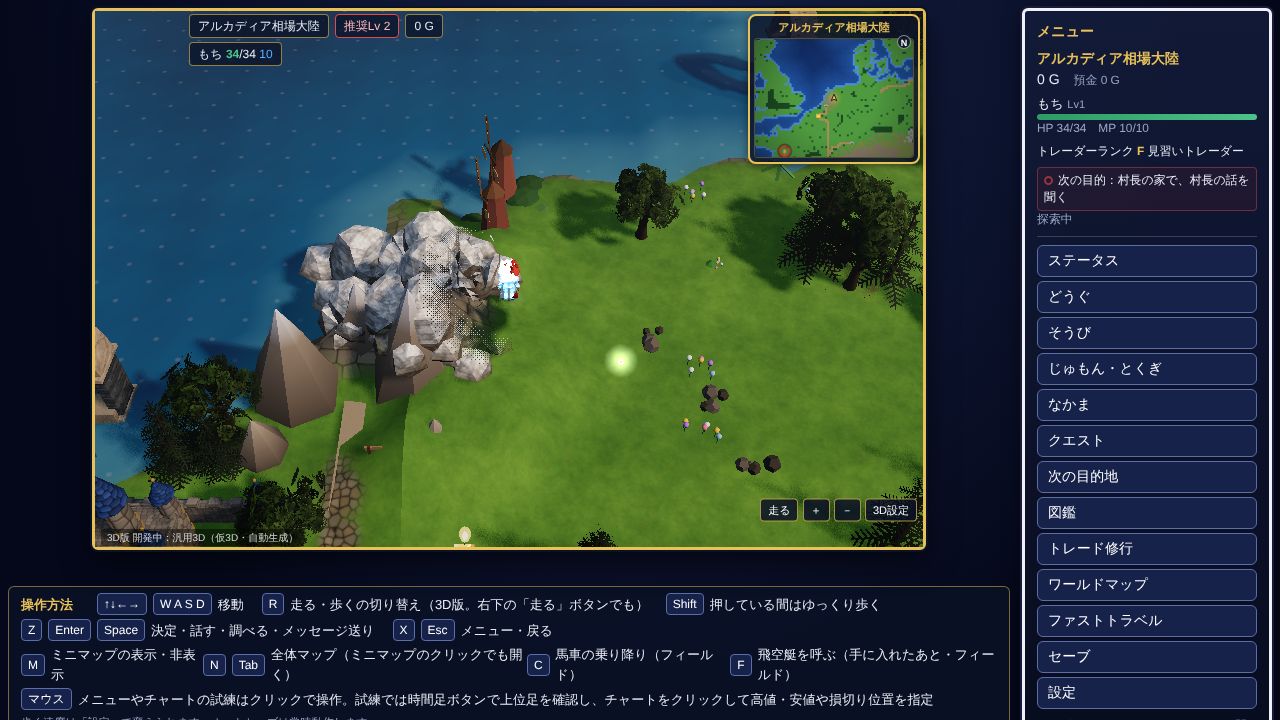 アルカディア相場大陸 推奨Lv 2 0 G
もち 34/34 10
アルカディア相場大陸
N
A
走る + − 3D設定
3D版 開発中：汎用3D（仮3D・自動生成）
メニュー
アルカディア相場大陸
0 G 預金 0 G
もち Lv1
HP 34/34 MP 10/10
トレーダーランク F 見習いトレーダー
次の目的：村長の家で、村長の話を
聞く
探索中
ステータス
どうぐ
そうび
じゅもん・とくぎ
なかま
クエスト
次の目的地
図鑑
トレード修行
ワールドマップ
ファストトラベル
セーブ
設定
操作方法 ↑↓←→ W A S D 移動 R 走る・歩くの切り替え（3D版。右下の「走る」ボタンでも） Shift 押している間はゆっくり歩く
Z Enter Space 決定・話す・調べる・メッセージ送り X Esc メニュー・戻る
M ミニマップの表示・非表示 N Tab 全体マップ（ミニマップのクリックでも開く） C 馬車の乗り降り（フィールド） F 飛空艇を呼ぶ（手に入れたあと・フィールド）
マウス メニューやチャートの試練はクリックで操作。試練では時間足ボタンで上位足を確認し、チャートをクリックして高値・安値や損切り位置を指定